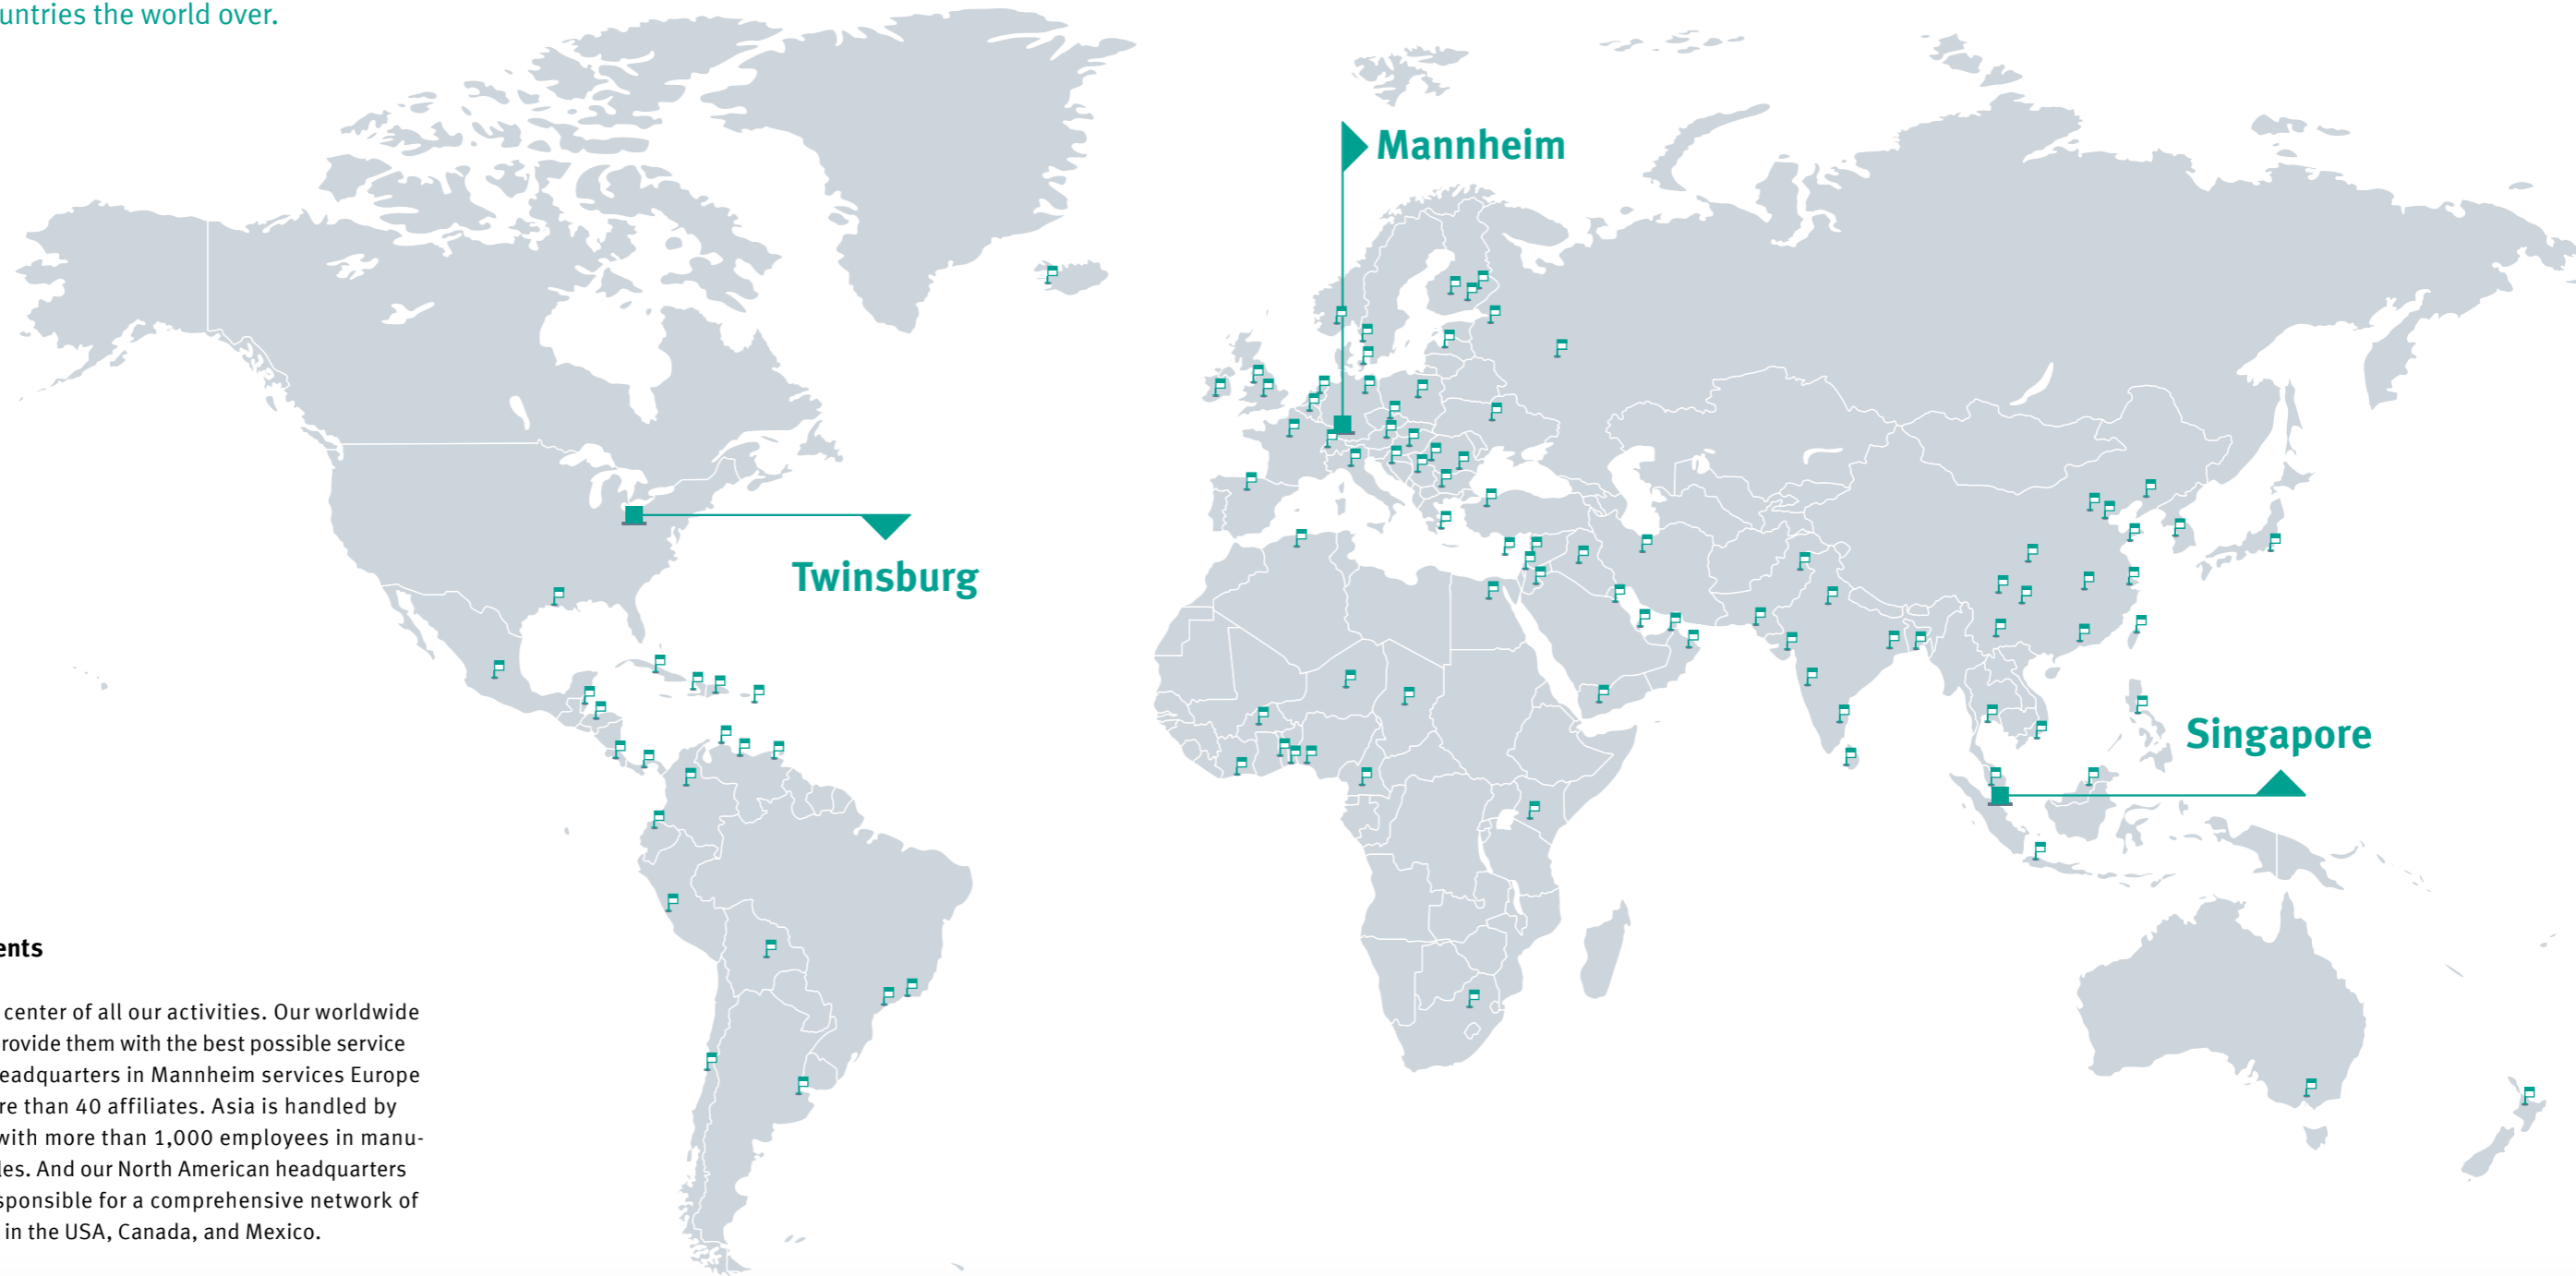 untries the world over.
Mannheim
Twinsburg
Singapore
ents
center of all our activities. Our worldwide
rovide them with the best possible service
eadquarters in Mannheim services Europe
re than 40 affiliates. Asia is handled by
with more than 1,000 employees in manu-
les. And our North American headquarters
sponsible for a comprehensive network of
in the USA, Canada, and Mexico.